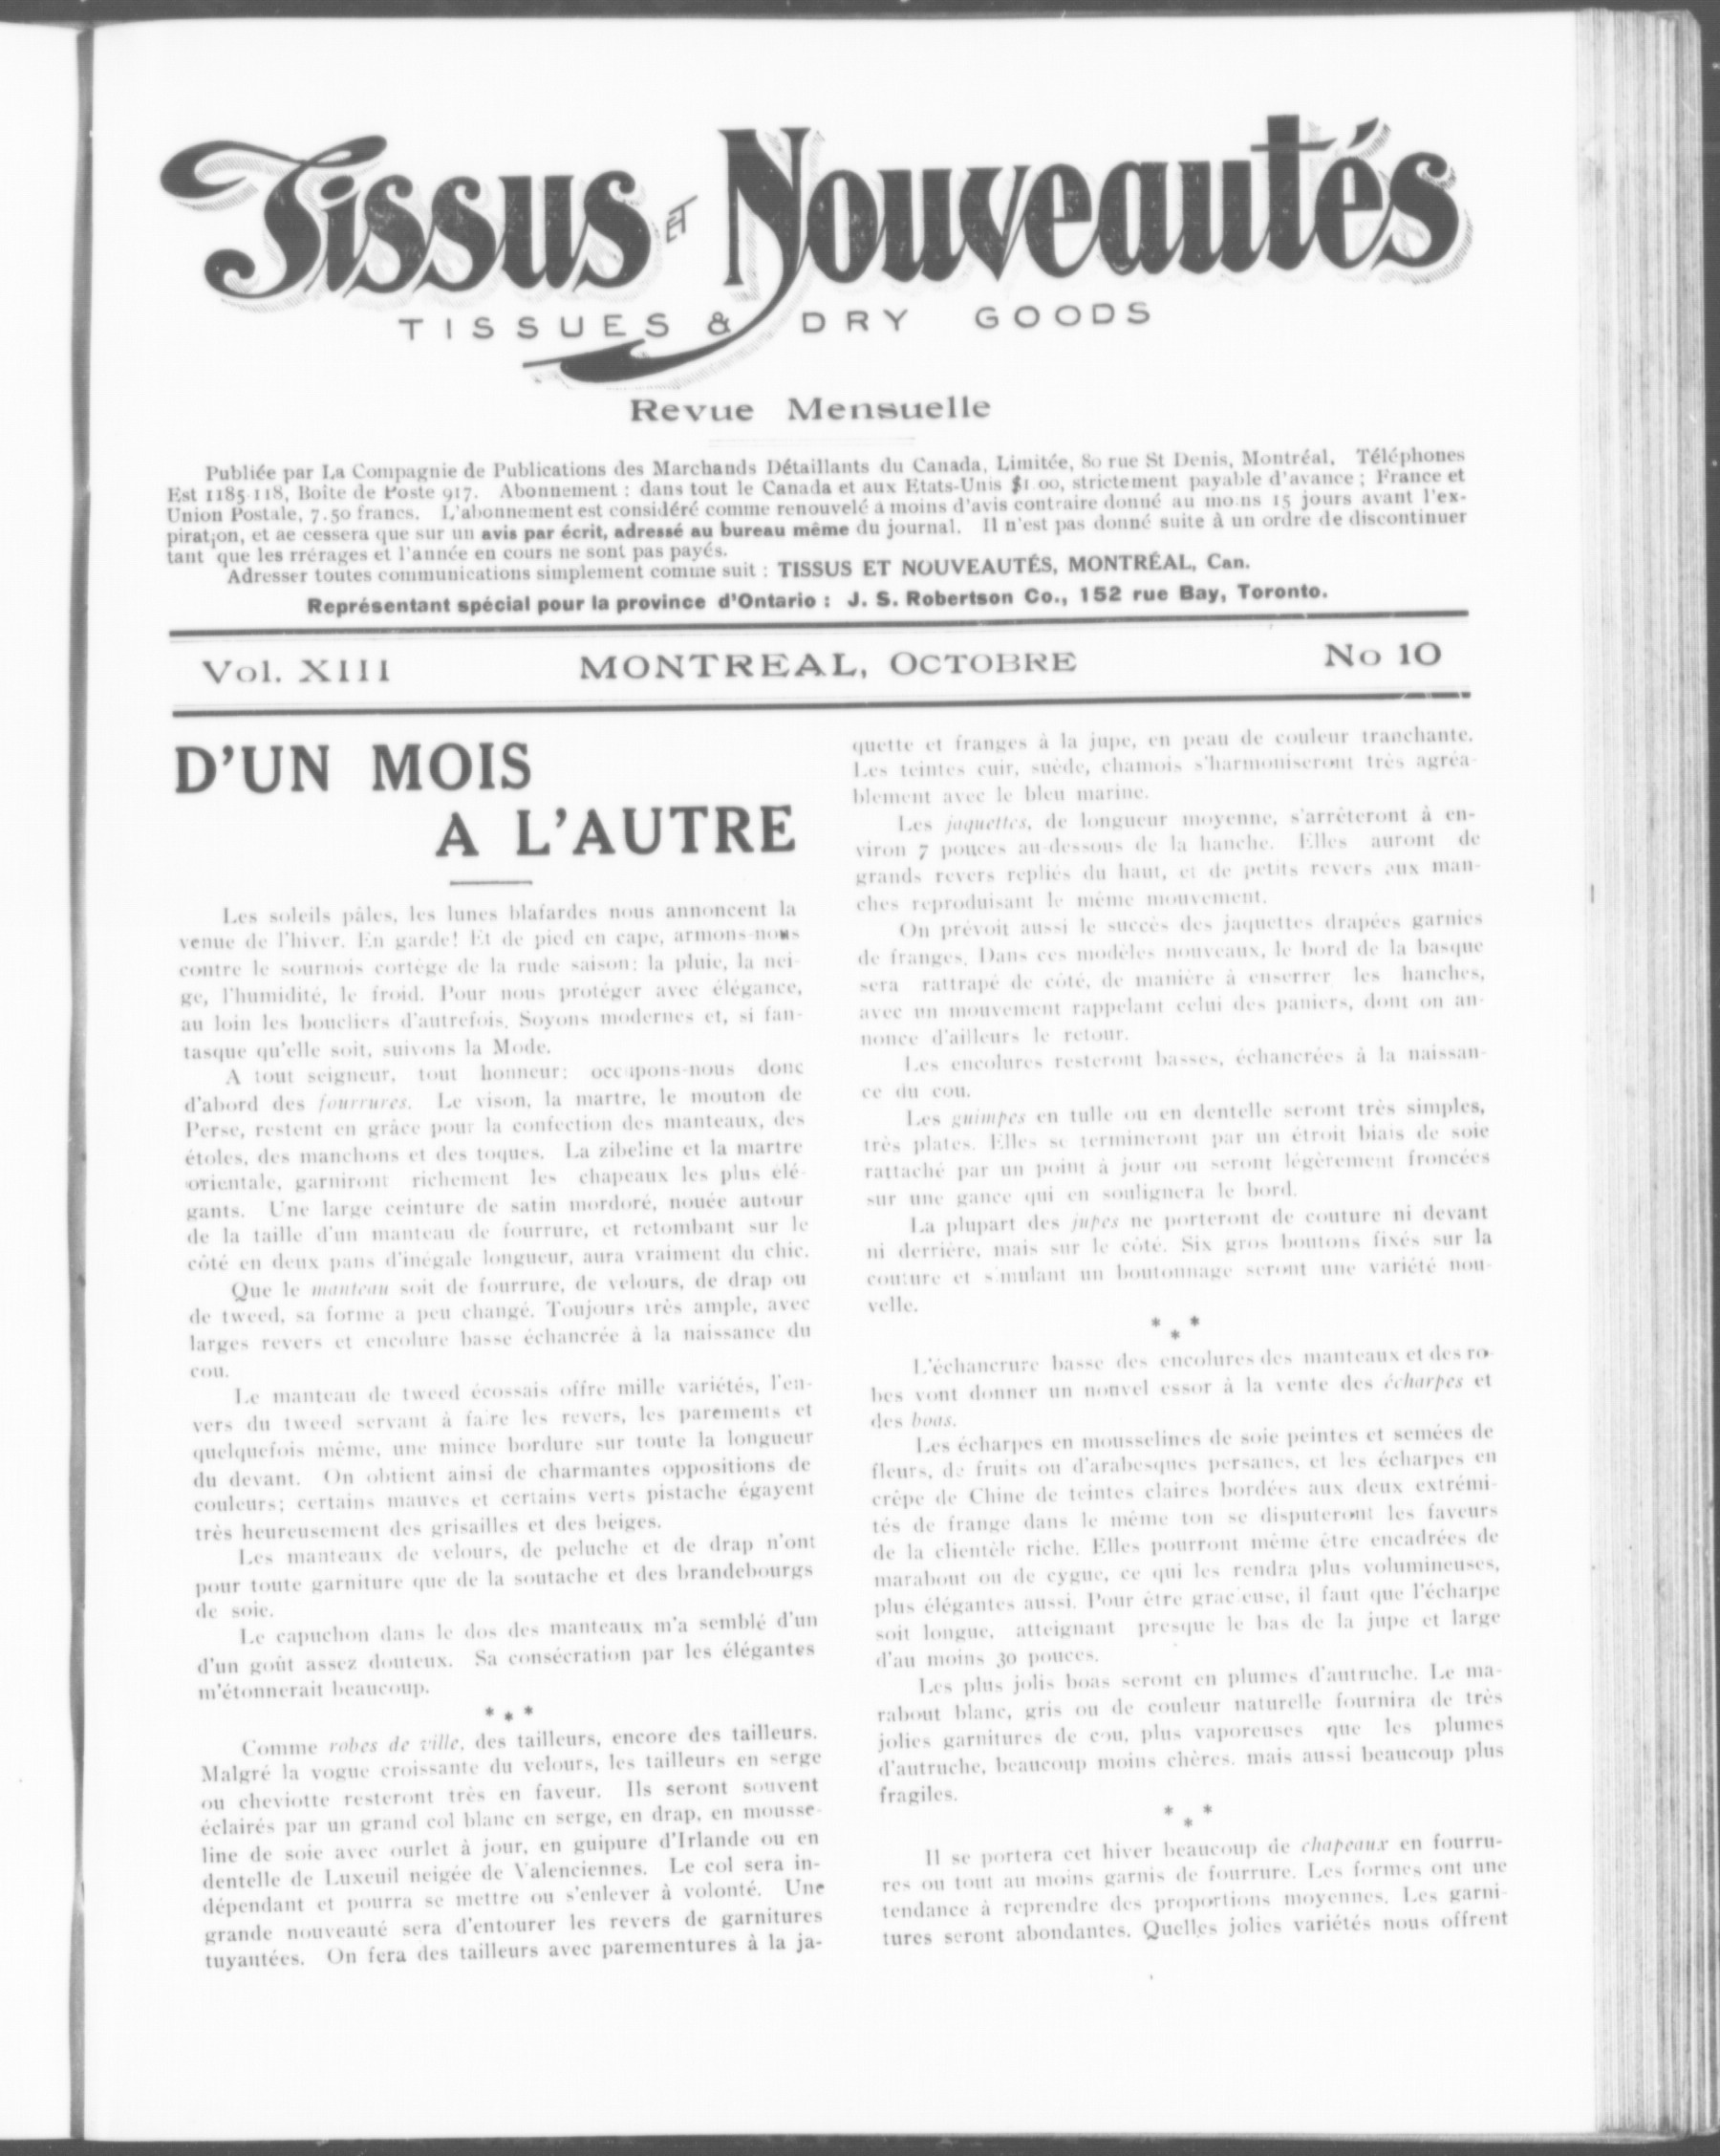 Tissus ET Nouveautés
TISSUES & DRY GOODS
Revue Mensuelle
Publiée par La Compagnie de Publications des Marchands Détaillants du Canada, Limitée, 80 rue St Denis, Montréal. Téléphones
Est 1185-118, Boîte de Poste 917. Abonnement : dans tout le Canada et aux Etats-Unis $1.00, strictement payable d'avance ; France et
Union Postale, 7.50 francs. L'abonnement est considéré comme renouvelé à moins d'avis contraire donné au mo.ns 15 jours avant l'ex-
piration, et ae cessera que sur un avis par écrit, adressé au bureau même du journal. Il n'est pas donné suite à un ordre de discontinuer
tant que les rrérages et l'année en cours ne sont pas payés.
Adresser toutes communications simplement comme suit : TISSUS ET NOUVEAUTÉS, MONTRÉAL, Can.
Représentant spécial pour la province d'Ontario : J. S. Robertson Co., 152 rue Bay, Toronto.
Vol. XIII MONTREAL, OCTOBRE No 10
D'UN MOIS
A L'AUTRE
Les soleils pâles, les lunes blafardes nous annoncent la
venue de l'hiver. En garde! Et de pied en cape, armons-nous
contre le sournois cortège de la rude saison: la pluie, la nei-
ge, l'humidité, le froid. Pour nous protéger avec élégance,
au loin les boucliers d'autrefois. Soyons modernes et, si fan-
tasque qu'elle soit, suivons la Mode.
A tout seigneur, tout honneur: occupons-nous donc
d'abord des fourrures. Le vison, la martre, le mouton de
Perse, restent en grâce pour la confection des manteaux, des
étoles, des manchons et des toques. La zibeline et la martre
orientale, garniront richement les chapeaux les plus élé-
gants. Une large ceinture de satin mordoré, nouée autour
de la taille d'un manteau de fourrure, et retombant sur le
côté en deux pans d'inégale longueur, aura vraiment du chic.
Que le manteau soit de fourrure, de velours, de drap ou
de tweed, sa forme a peu changé. Toujours très ample, avec
larges revers et encolure basse échancrée à la naissance du
cou.
Le manteau de tweed écossais offre mille variétés, l'en-
vers du tweed servant à faire les revers, les parements et
quelquefois même, une mince bordure sur toute la longueur
du devant. On obtient ainsi de charmantes oppositions de
couleurs; certains mauves et certains verts pistache égayent
très heureusement des grisailles et des beiges.
Les manteaux de velours, de peluche et de drap n'ont
pour toute garniture que de la soutache et des brandebourgs
de soie.
Le capuchon dans le dos des manteaux m'a semblé d'un
d'un goût assez douteux. Sa consécration par les élégantes
m'étonnerait beaucoup.
* * *
Comme robes de ville, des tailleurs, encore des tailleurs.
Malgré la vogue croissante du velours, les tailleurs en serge
ou cheviotte resteront très en faveur. Ils seront souvent
éclairés par un grand col blanc en serge, en drap, en mousse-
line de soie avec ourlet à jour, en guipure d'Irlande ou en
dentelle de Luxeuil neigée de Valenciennes. Le col sera in-
dépendant et pourra se mettre ou s'enlever à volonté. Une
grande nouveauté sera d'entourer les revers de garnitures
tuyantées. On fera des tailleurs avec parementures à la ja-
quette et franges à la jupe, en peau de couleur tranchante.
Les teintes cuir, suède, chamois s'harmoniseront très agréa-
blement avec le bleu marine.
Les jaquettes, de longueur moyenne, s'arrêteront à en-
viron 7 pouces au-dessous de la hanche. Elles auront de
grands revers repliés du haut, et de petits revers aux man-
ches reproduisant le même mouvement.
On prévoit aussi le succès des jaquettes drapées garnies
de franges. Dans ces modèles nouveaux, le bord de la basque
sera rattrapé de côté, de manière à enserrer les hanches,
avec un mouvement rappelant celui des paniers, dont on an-
nonce d'ailleurs le retour.
Les encolures resteront basses, échancrées à la naissan-
ce du cou.
Les guimpes en tulle ou en dentelle seront très simples,
très plates. Elles se termineront par un étroit biais de soie
rattaché par un point à jour ou seront légèrement froncées
sur une gance qui en soulignera le bord.
La plupart des jupes ne porteront de couture ni devant
ni derrière, mais sur le côté. Six gros boutons fixés sur la
couture et simulant un boutonnage seront une variété nou-
velle.
* * *
L'échancrure basse des encolures des manteaux et des ro-
bes vont donner un nouvel essor à la vente des écharpes et
des boas.
Les écharpes en mousselines de soie peintes et semées de
fleurs, de fruits ou d'arabesques persanes, et les écharpes en
crêpe de Chine de teintes claires bordées aux deux extrémi-
tés de frange dans le même ton se disputeront les faveurs
de la clientèle riche. Elles pourront même être encadrées de
marabout ou de cygue, ce qui les rendra plus volumineuses,
plus élégantes aussi. Pour être gracieuse, il faut que l'écharpe
soit longue, atteignant presque le bas de la jupe et large
d'au moins 30 pouces.
Les plus jolis boas seront en plumes d'autruche. Le ma-
rabout blanc, gris ou de couleur naturelle fournira de très
jolies garnitures de cou, plus vaporeuses que les plumes
d'autruche, beaucoup moins chères. mais aussi beaucoup plus
fragiles.
* * *
Il se portera cet hiver beaucoup de chapeaux en fourru-
res ou tout au moins garnis de fourrure. Les formes ont une
tendance à reprendre des proportions moyennes. Les garni-
tures seront abondantes. Quelles jolies variétés nous offrent